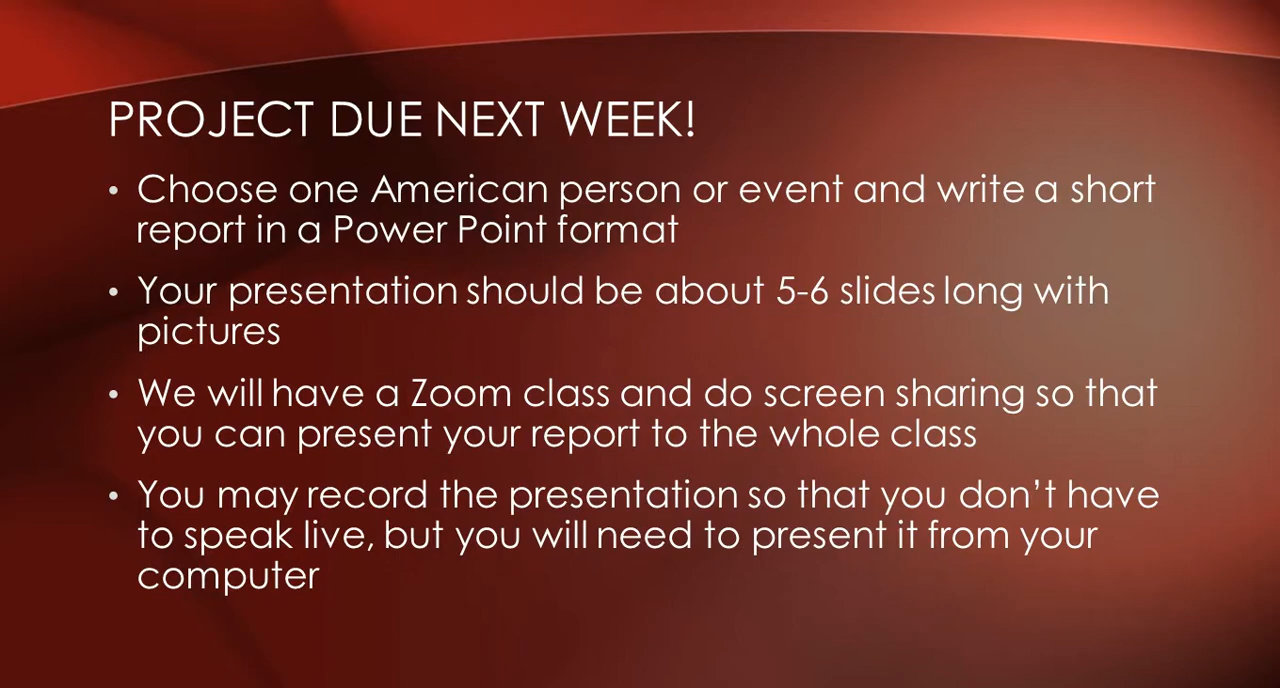 PROJECT DUE NEXT WEEK!
• Choose one American person or event and write a short
report in a Power Point format
• Your presentation should be about 5-6 slides long with
pictures
• We will have a Zoom class and do screen sharing so that
you can present your report to the whole class
• You may record the presentation so that you don’t have
to speak live, but you will need to present it from your
computer